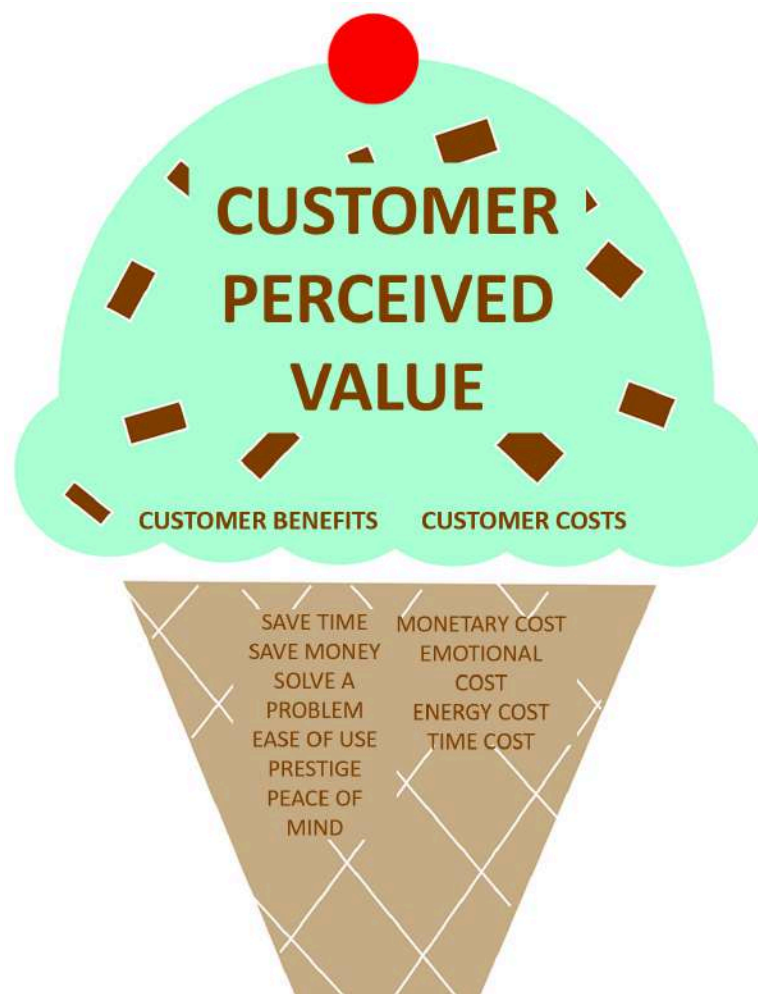 CUSTOMER
PERCEIVED
VALUE
CUSTOMER BENEFITS
SAVE TIME
SAVE MONEY
SOLVE A
PROBLEM
EASE OF USE
PRESTIGE
PEACE OF
MIND
CUSTOMER COSTS
MONETARY COST
EMOTIONAL
COST
ENERGY COST
TIME COST